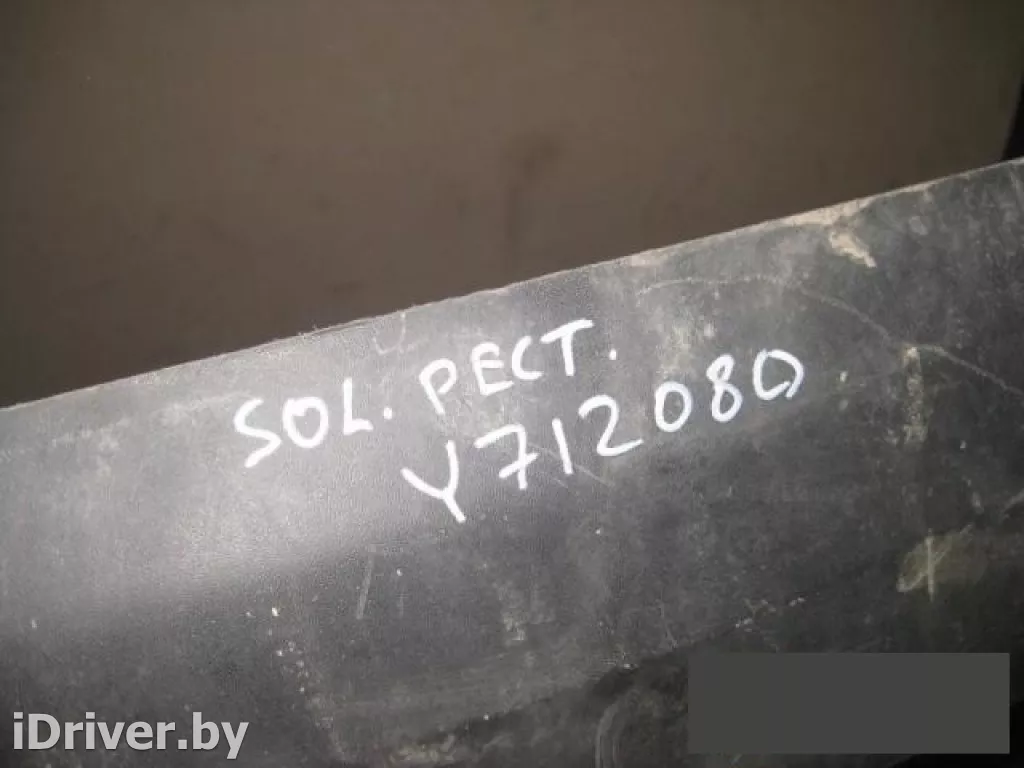 SOL. PECT.
Y712080
iDriver.by